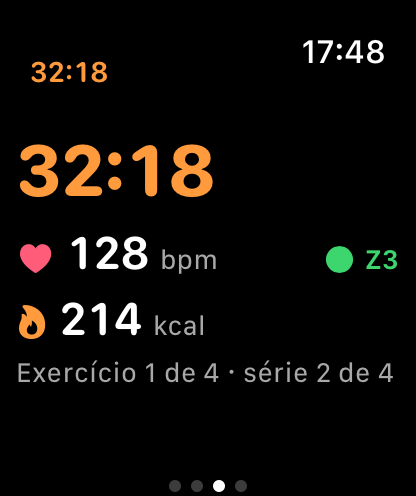 17:48
32:18
32:18
128 bpm Z3
214 kcal
Exercício 1 de 4 · série 2 de 4